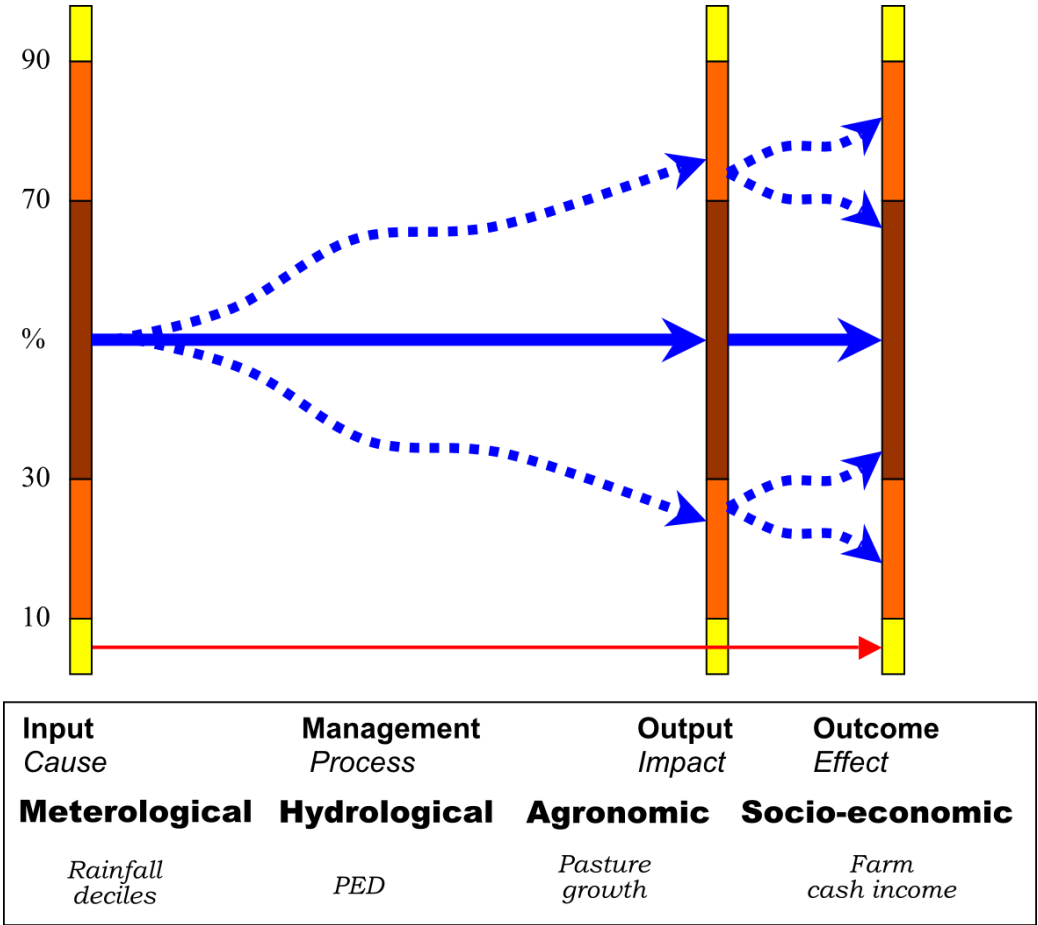 90
70
%
30
10
Input Management Output Outcome
Cause Process Impact Effect
Meterological Hydrological Agronomic Socio-economic
Rainfall
deciles
PED
Pasture
growth
Farm
cash income